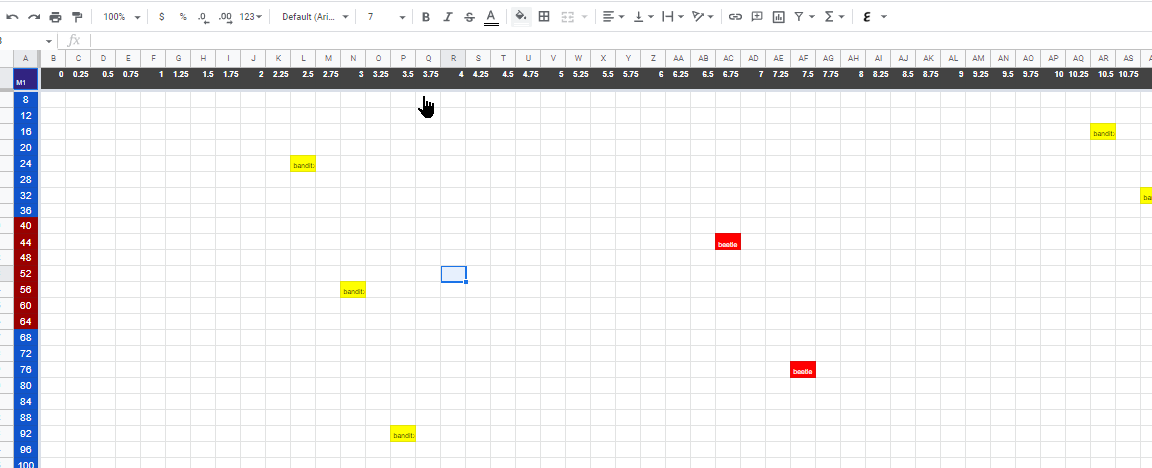 100% $ % .0 .00 123 Default (Ari... 7 B I S A
fx
A B C D E F G H I J K L M N O P Q R S T U V W X Y Z AA AB AC AD AE AF AG AH AI AJ AK AL AM AN AO AP AQ AR AS
M1 0 0.25 0.5 0.75 1 1.25 1.5 1.75 2 2.25 2.5 2.75 3 3.25 3.5 3.75 4 4.25 4.5 4.75 5 5.25 5.5 5.75 6 6.25 6.5 6.75 7 7.25 7.5 7.75 8 8.25 8.5 8.75 9 9.25 9.5 9.75 10 10.25 10.5 10.75
8
12
16 bandit:
20
24 bandit:
28
32 ba
36
40
44 beetle
48
52
56 bandit:
60
64
68
72
76 beetle
80
84
88
92 bandit:
96
100